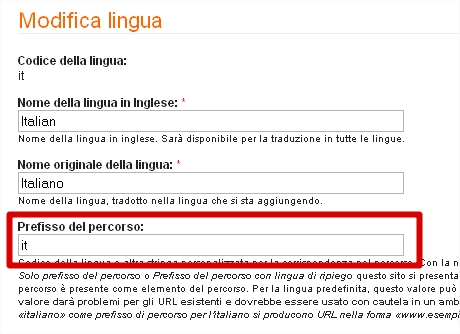 Modifica lingua
Codice della lingua:
it
Nome della lingua in Inglese: *
Italian
Nome della lingua in inglese. Sarà disponibile per la traduzione in tutte le lingue.
Nome originale della lingua: *
Italiano
Nome della lingua, tradotto nella lingua che si sta aggiungendo.
Prefisso del percorso:
it
Codice della lingua o altra stringa personalizzata per la corrispondenza nel percorso. Con la n
Solo prefisso del percorso o Prefisso del percorso con lingua di ripiego questo sito si presenta
percorso è presente come elemento del percorso. Per la lingua predefinita, questo valore può
valore darà problemi per gli URL esistenti e dovrebbe essere usato con cautela in un amb
«italiano» come prefisso di percorso per l'Italiano si producono URL nella forma «www.esemp